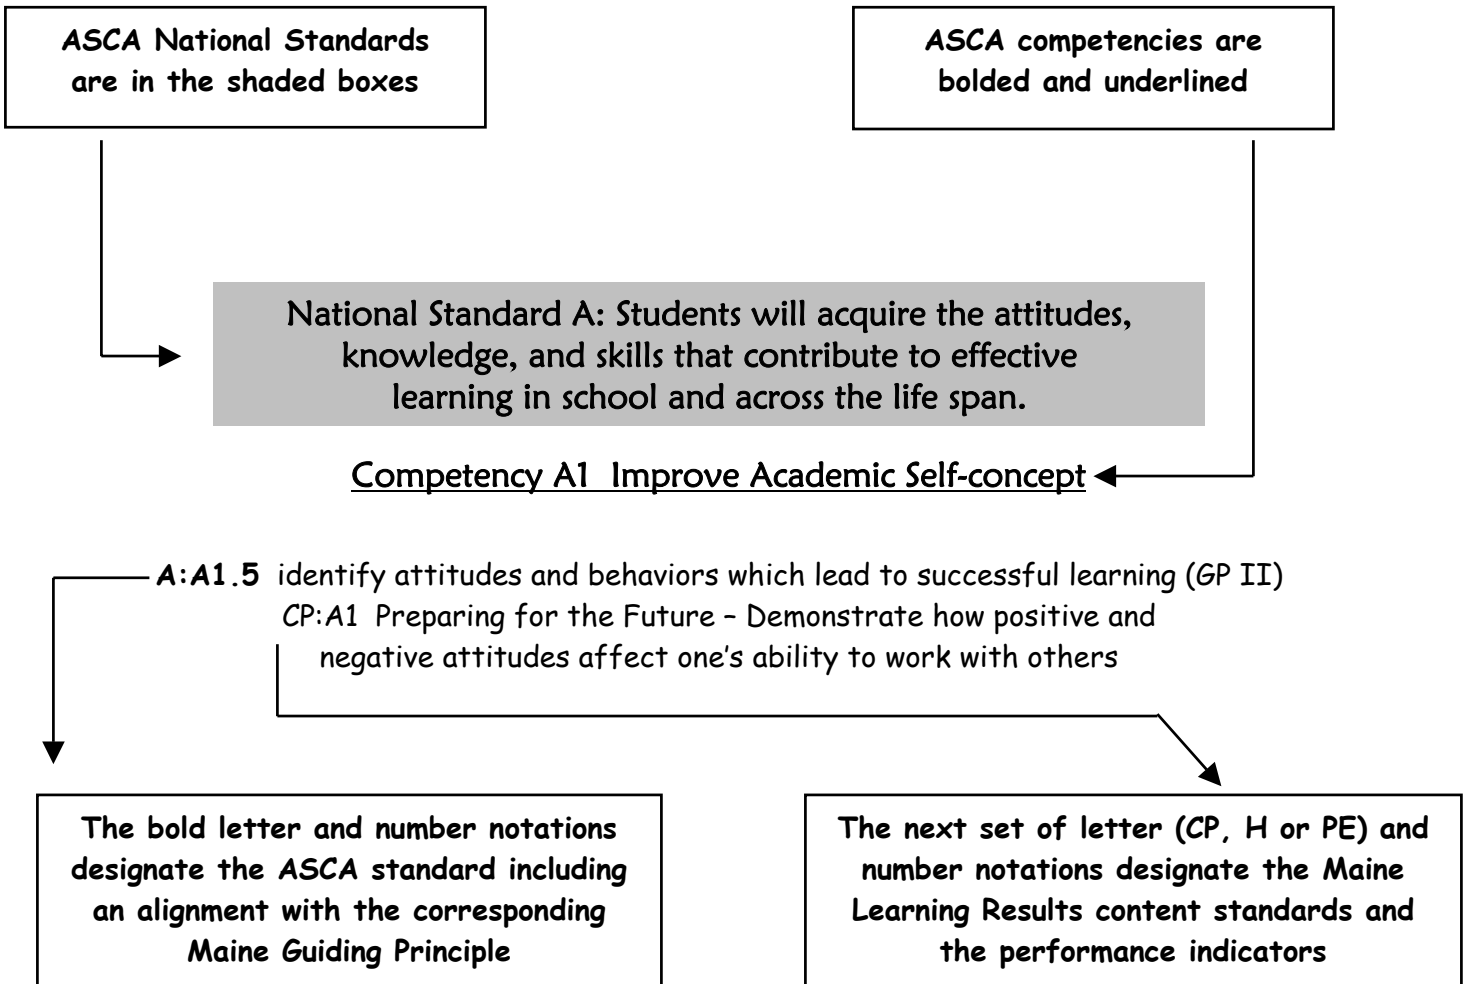 ASCA National Standards
are in the shaded boxes
ASCA competencies are
bolded and underlined
National Standard A: Students will acquire the attitudes,
knowledge, and skills that contribute to effective
learning in school and across the life span.
Competency A1 Improve Academic Self-concept
A:A1.5 identify attitudes and behaviors which lead to successful learning (GP II)
CP:A1 Preparing for the Future – Demonstrate how positive and
negative attitudes affect one's ability to work with others
The bold letter and number notations
designate the ASCA standard including
an alignment with the corresponding
Maine Guiding Principle
The next set of letter (CP, H or PE) and
number notations designate the Maine
Learning Results content standards and
the performance indicators